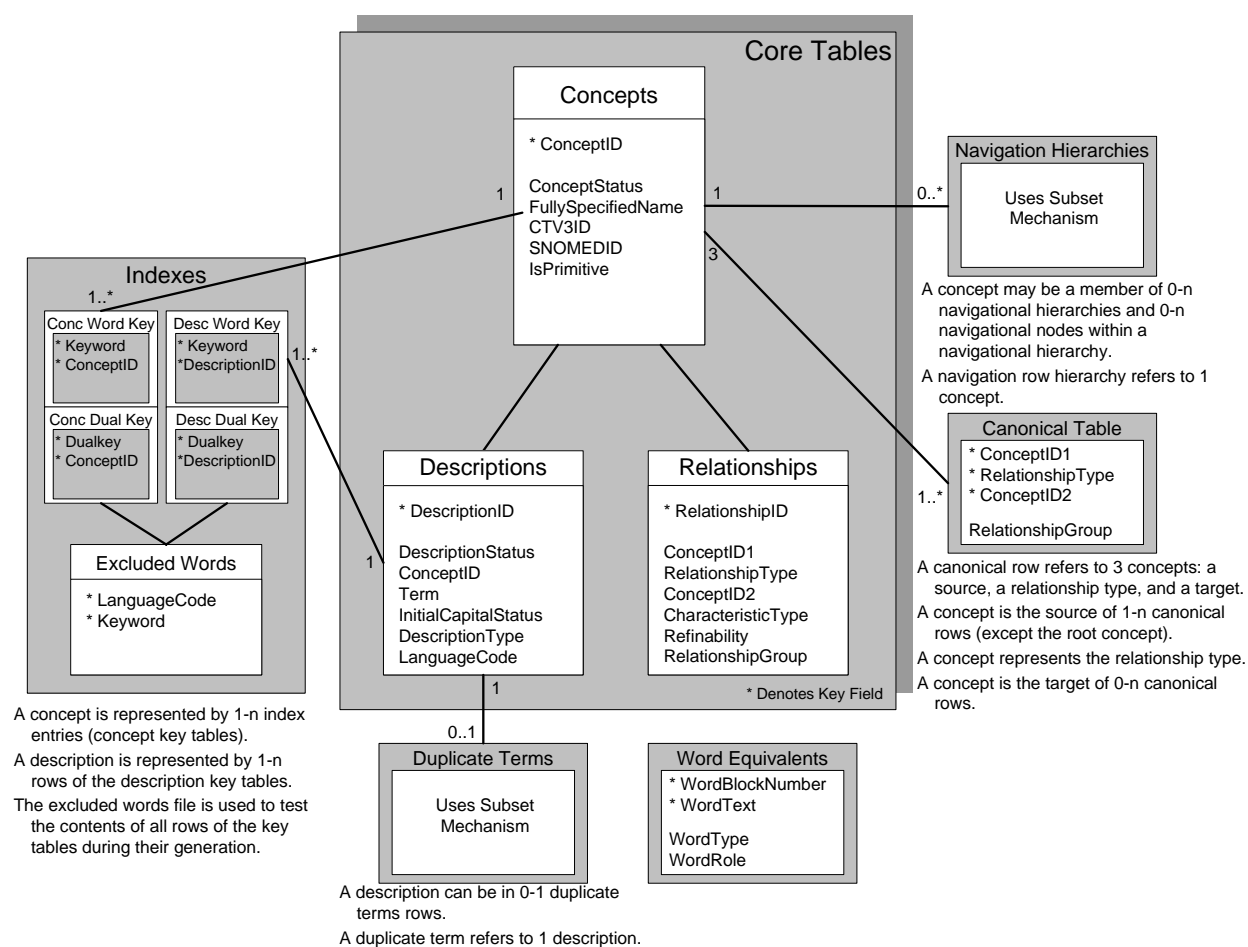 Core Tables
Concepts
* ConceptID
ConceptStatus
FullySpecifiedName
CTV3ID
SNOMEDID
IsPrimitive
1
1
3
0..*
Navigation Hierarchies
Uses Subset
Mechanism
A concept may be a member of 0-n
navigational hierarchies and 0-n
navigational nodes within a
navigational hierarchy.
A navigation row hierarchy refers to 1
concept.
Indexes
1..*
Conc Word Key
* Keyword
* ConceptID
Desc Word Key
* Keyword
*DescriptionID
1..*
Conc Dual Key
* Dualkey
* ConceptID
Desc Dual Key
* Dualkey
*DescriptionID
Excluded Words
* LanguageCode
* Keyword
A concept is represented by 1-n index
entries (concept key tables).
A description is represented by 1-n
rows of the description key tables.
The excluded words file is used to test
the contents of all rows of the key
tables during their generation.
Descriptions
* DescriptionID
DescriptionStatus
ConceptID
Term
InitialCapitalStatus
DescriptionType
LanguageCode
1
1
Relationships
* RelationshipID
ConceptID1
RelationshipType
ConceptID2
CharacteristicType
Refinability
RelationshipGroup
* Denotes Key Field
1..*
Canonical Table
* ConceptID1
* RelationshipType
* ConceptID2
RelationshipGroup
A canonical row refers to 3 concepts: a
source, a relationship type, and a target.
A concept is the source of 1-n canonical
rows (except the root concept).
A concept represents the relationship type.
A concept is the target of 0-n canonical
rows.
0..1
Duplicate Terms
Uses Subset
Mechanism
A description can be in 0-1 duplicate
terms rows.
A duplicate term refers to 1 description.
Word Equivalents
* WordBlockNumber
* WordText
WordType
WordRole